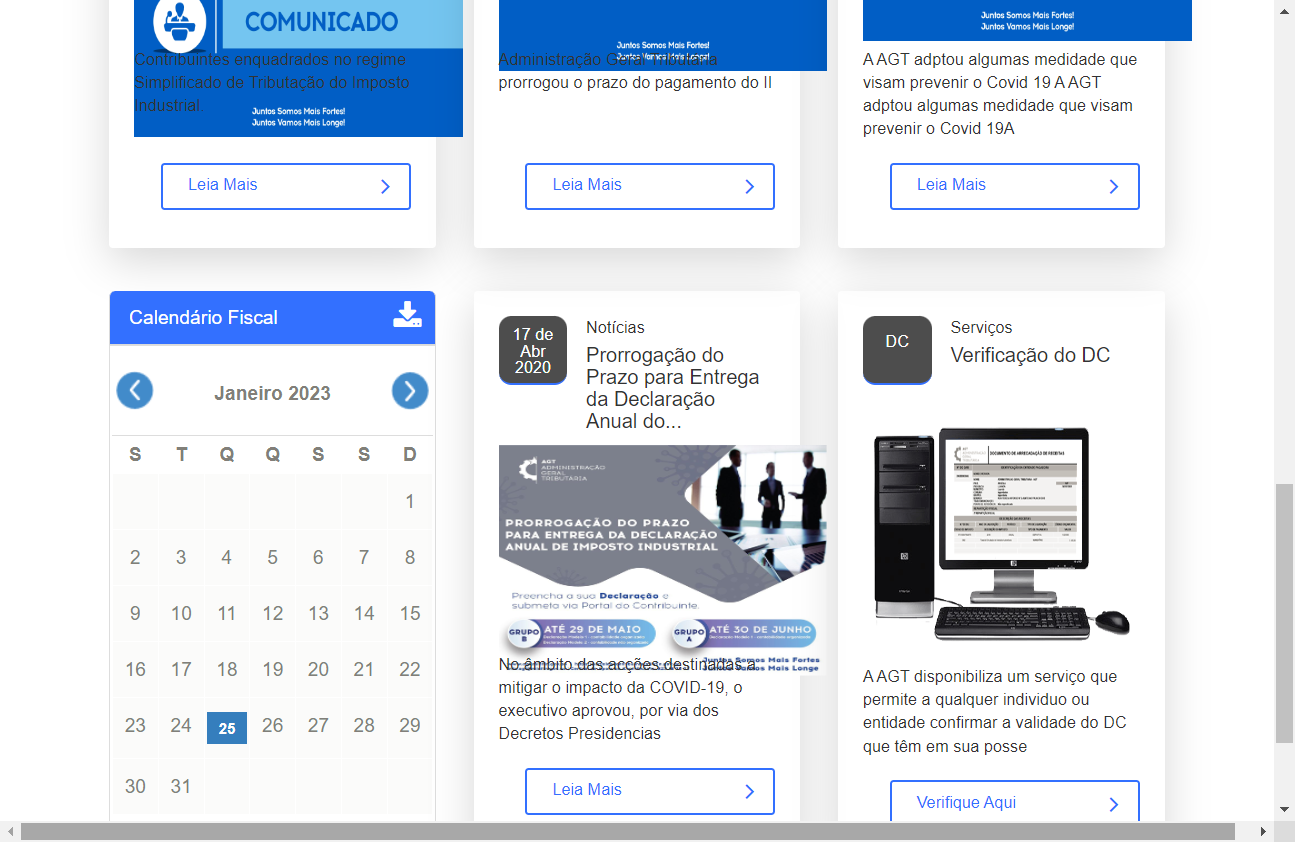 COMUNICADO
Contribuintes enquadrados no regime
Simplificado de Tributação do Imposto
Industrial.
Juntos Somos Mais Fortes!
Juntos Vamos Mais Longe!
Leia Mais
Juntos Somos Mais Fortes!
Juntos Vamos Mais Longe!
Administração Geral Tributária
prorrogou o prazo do pagamento do II
Leia Mais
Juntos Somos Mais Fortes!
Juntos Vamos Mais Longe!
A AGT adptou algumas medidade que
visam prevenir o Covid 19 A AGT
adptou algumas medidade que visam
prevenir o Covid 19A
Leia Mais
Calendário Fiscal
Janeiro 2023
S T Q Q S S D
1
2 3 4 5 6 7 8
9 10 11 12 13 14 15
16 17 18 19 20 21 22
23 24 25 26 27 28 29
30 31
17 de
Abr
2020
Notícias
Prorrogação do
Prazo para Entrega
da Declaração
Anual do...
AGT
ADMINISTRAÇÃO
GERAL
TRIBUTÁRIA
PRORROGAÇÃO DO PRAZO
PARA ENTREGA DA DECLARAÇÃO
ANUAL DE IMPOSTO INDUSTRIAL
Preencha a sua Declaração e
submeta via Portal do Contribuinte.
GRUPO
B
ATÉ 29 DE MAIO
GRUPO
A
ATÉ 30 DE JUNHO
Juntos Somos Mais Fortes
Juntos Vamos Mais Longe
No âmbito das acções destinadas a
mitigar o impacto da COVID-19, o
executivo aprovou, por via dos
Decretos Presidencias
Leia Mais
DC
Serviços
Verificação do DC
DOCUMENTO DE ARRECADAÇÃO DE RECEITAS
A AGT disponibiliza um serviço que
permite a qualquer individuo ou
entidade confirmar a validade do DC
que têm em sua posse
Verifique Aqui